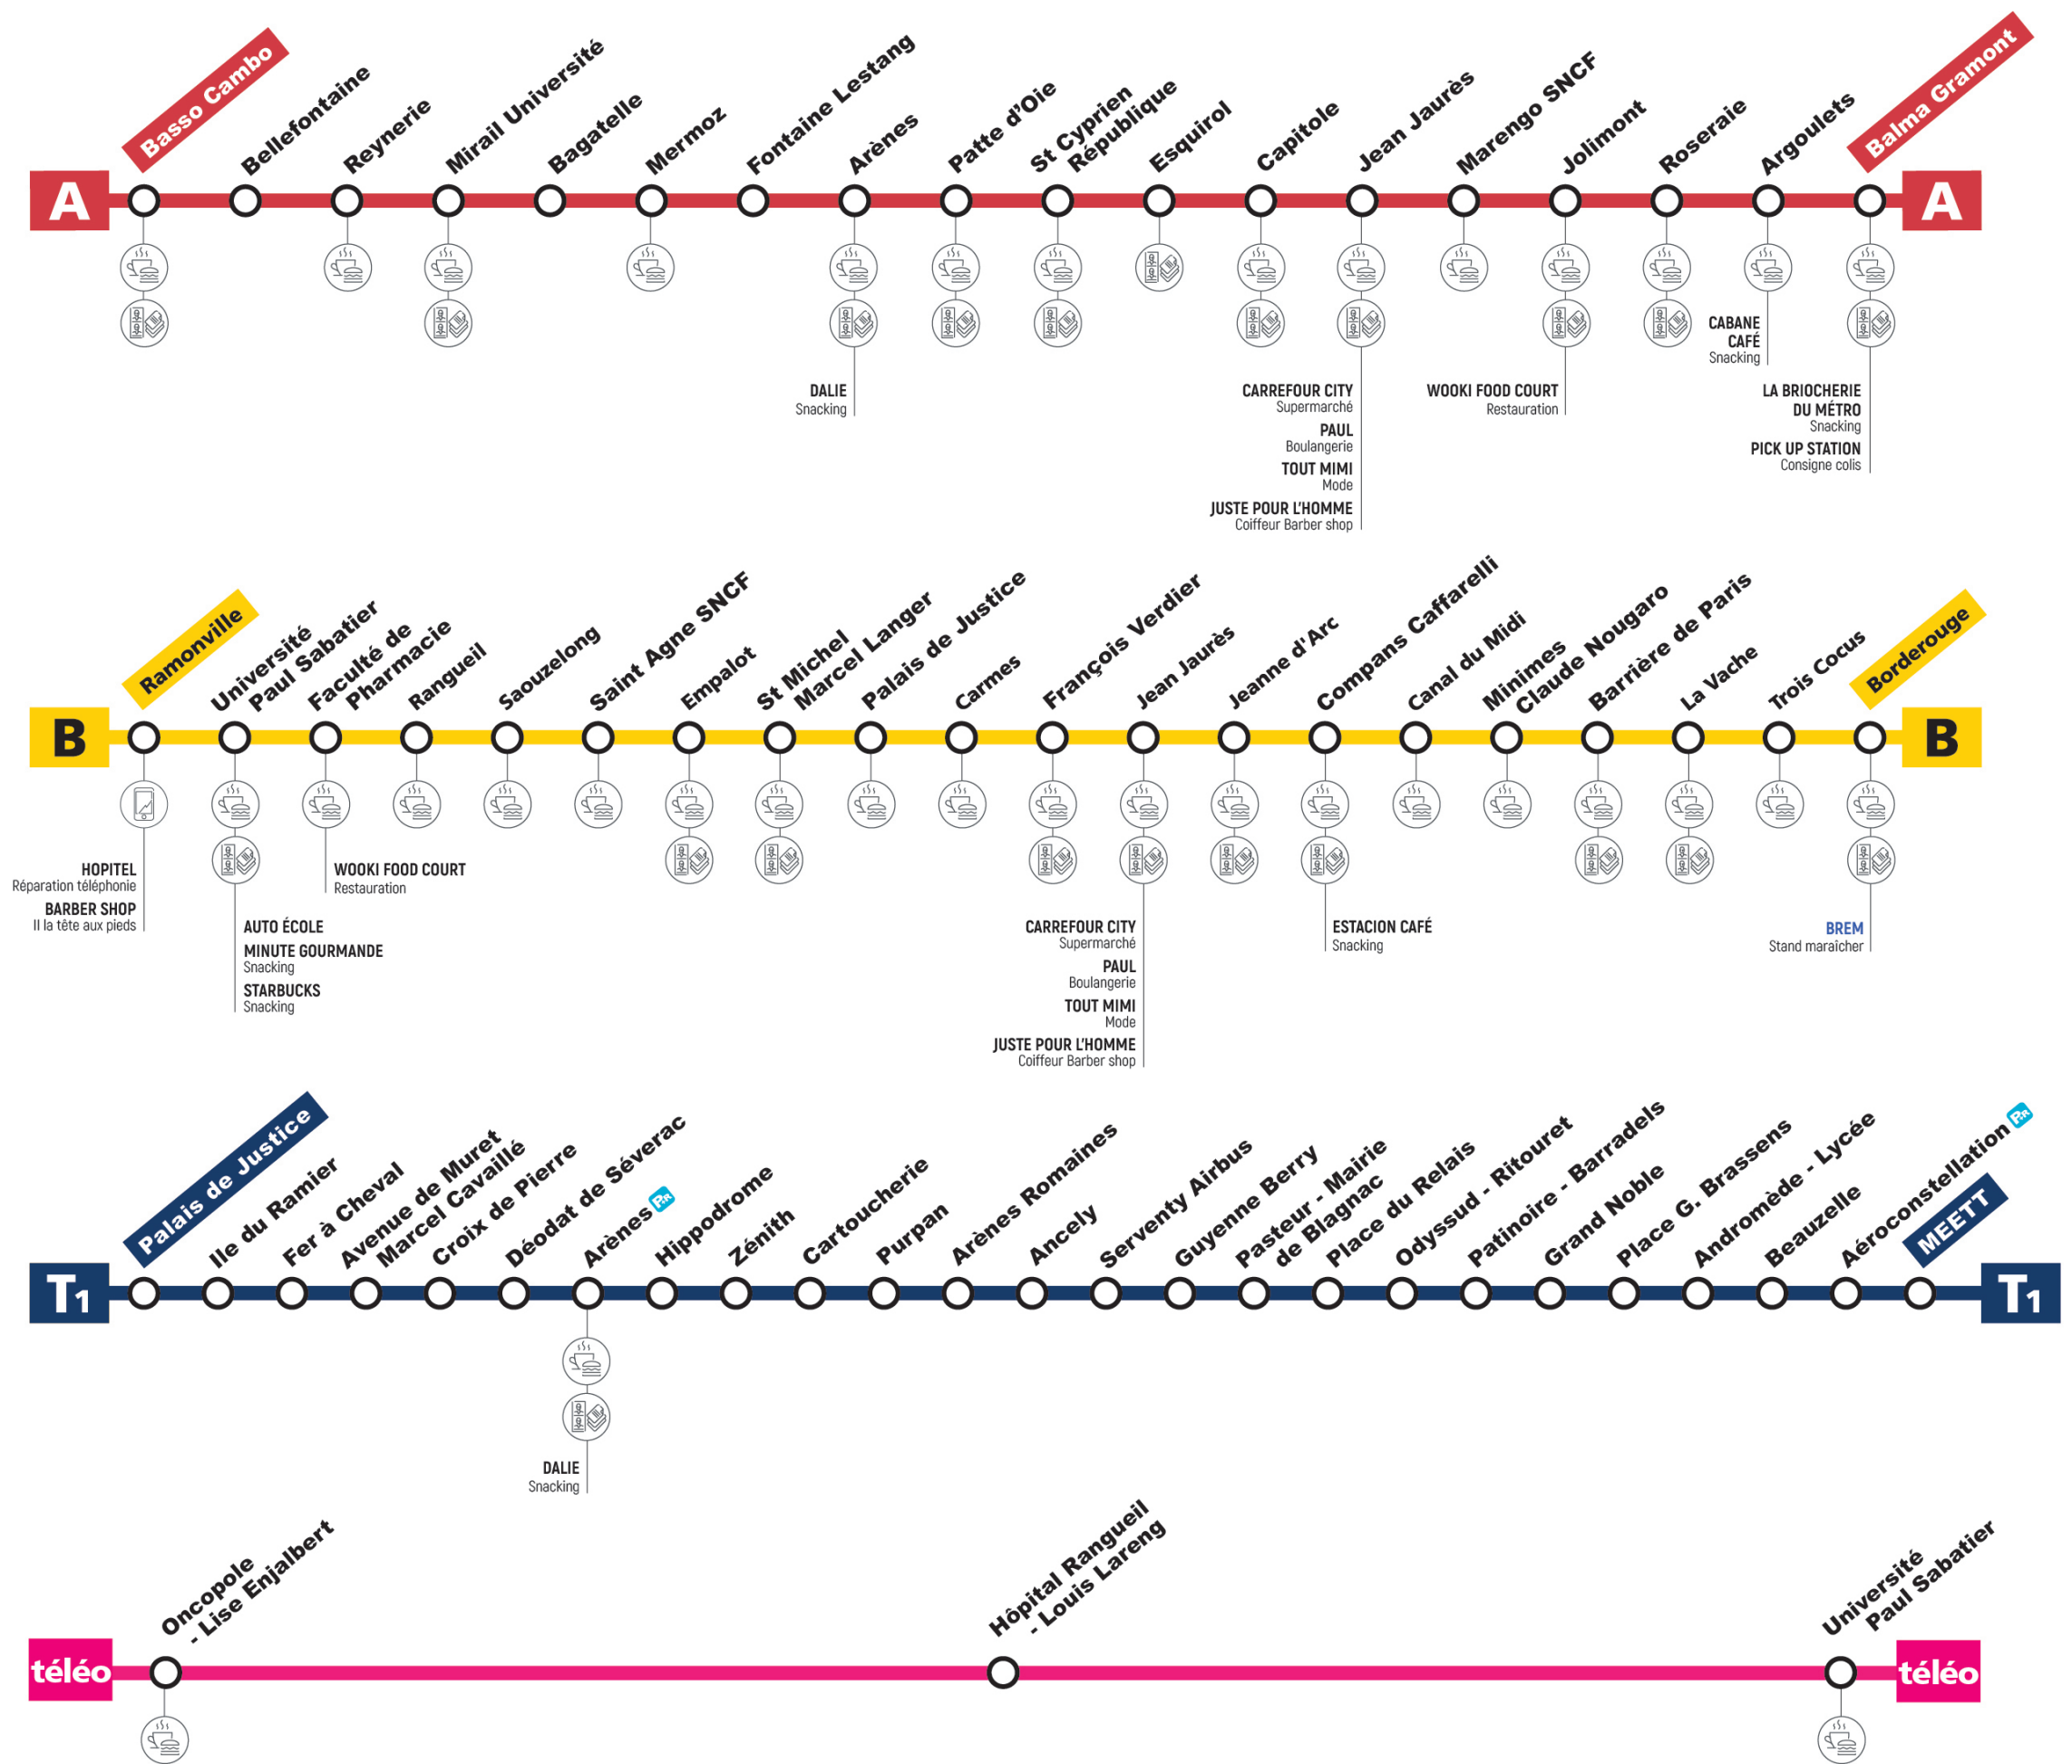 Basso Cambo
Bellefontaine
Reynerie
Mirail Université
Bagatelle
Mermoz
Fontaine Lestang
Arènes
Patte d'Oie
St Cyprien
République
Esquirol
Capitole
Jean Jaurès
Marengo SNCF
Jolimont
Roseraie
Argoulets
Balma Gramont
A
A
DALIE
Snacking
CARREFOUR CITY
Supermarché
PAUL
Boulangerie
TOUT MIMI
Mode
JUSTE POUR L'HOMME
Coiffeur Barber shop
WOOKI FOOD COURT
Restauration
CABANE
CAFÉ
Snacking
LA BRIOCHERIE
DU MÉTRO
Snacking
PICK UP STATION
Consigne colis
Ramonville
Université
Paul Sabatier
Faculté de
Pharmacie
Rangueil
Saouzelong
Saint Agne SNCF
Empalot
St Michel
Marcel Langer
Palais de Justice
Carmes
François Verdier
Jean Jaurès
Jeanne d'Arc
Compans Caffarelli
Canal du Midi
Minimes
Claude Nougaro
Barrière de Paris
La Vache
Trois Cocus
Borderouge
B
B
HOPITEL
Réparation téléphonie
BARBER SHOP
II la tête aux pieds
AUTO ÉCOLE
MINUTE GOURMANDE
Snacking
STARBUCKS
Snacking
WOOKI FOOD COURT
Restauration
CARREFOUR CITY
Supermarché
PAUL
Boulangerie
TOUT MIMI
Mode
JUSTE POUR L'HOMME
Coiffeur Barber shop
ESTACION CAFÉ
Snacking
BREM
Stand maraîcher
Palais de Justice
Ile du Ramier
Fer à Cheval
Avenue de Muret
Marcel Cavaillé
Croix de Pierre
Déodat de Séverac
Arènes P+R
Hippodrome
Zénith
Cartoucherie
Purpan
Arènes Romaines
Ancely
Serventy Airbus
Guyenne Berry
Pasteur - Mairie
de Blagnac
Place du Relais
Odyssud - Ritouret
Patinoire - Barradels
Grand Noble
Place G. Brassens
Andromède - Lycée
Beauzelle
Aéroconstellation P+R
MEETT
T1
T1
DALIE
Snacking
Oncopole
- Lise Enjalbert
Hôpital Rangueil
- Louis Lareng
Université
Paul Sabatier
téléo
téléo